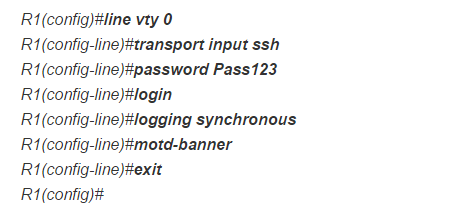 R1(config)#line vty 0
R1(config-line)#transport input ssh
R1(config-line)#password Pass123
R1(config-line)#login
R1(config-line)#logging synchronous
R1(config-line)#motd-banner
R1(config-line)#exit
R1(config)#